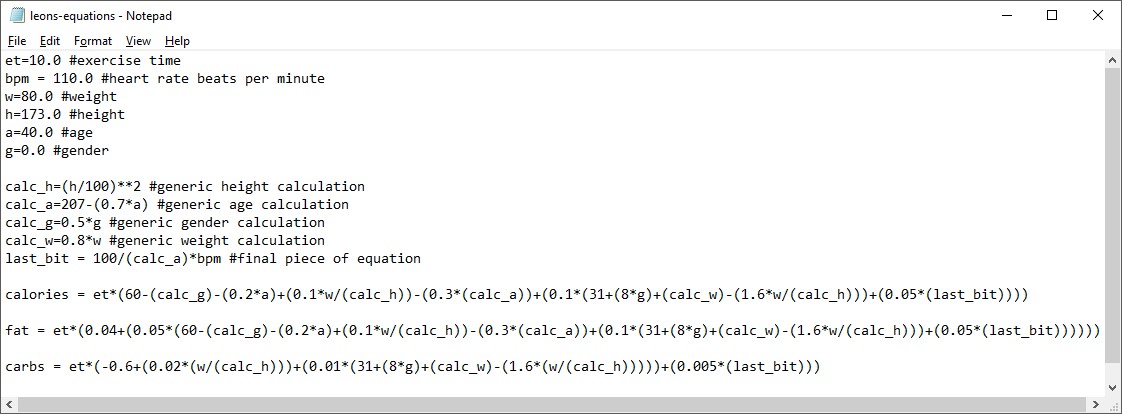 leons-equations - Notepad
File Edit Format View Help
et=10.0 #exercise time
bpm = 110.0 #heart rate beats per minute
w=80.0 #weight
h=173.0 #height
a=40.0 #age
g=0.0 #gender
calc_h=(h/100)**2 #generic height calculation
calc_a=207-(0.7*a) #generic age calculation
calc_g=0.5*g #generic gender calculation
calc_w=0.8*w #generic weight calculation
last_bit = 100/(calc_a)*bpm #final piece of equation
calories = et*(60-(calc_g)-(0.2*a)+(0.1*w/(calc_h))-(0.3*(calc_a))+(0.1*(31+(8*g)+(calc_w)-(1.6*w/(calc_h)))+(0.05*(last_bit))))
fat = et*(0.04+(0.05*(60-(calc_g)-(0.2*a)+(0.1*w/(calc_h))-(0.3*(calc_a))+(0.1*(31+(8*g)+(calc_w)-(1.6*w/(calc_h)))+(0.05*(last_bit))))))
carbs = et*(-0.6+(0.02*(w/(calc_h)))+(0.01*(31+(8*g)+(calc_w)-(1.6*(w/(calc_h)))))+(0.005*(last_bit)))